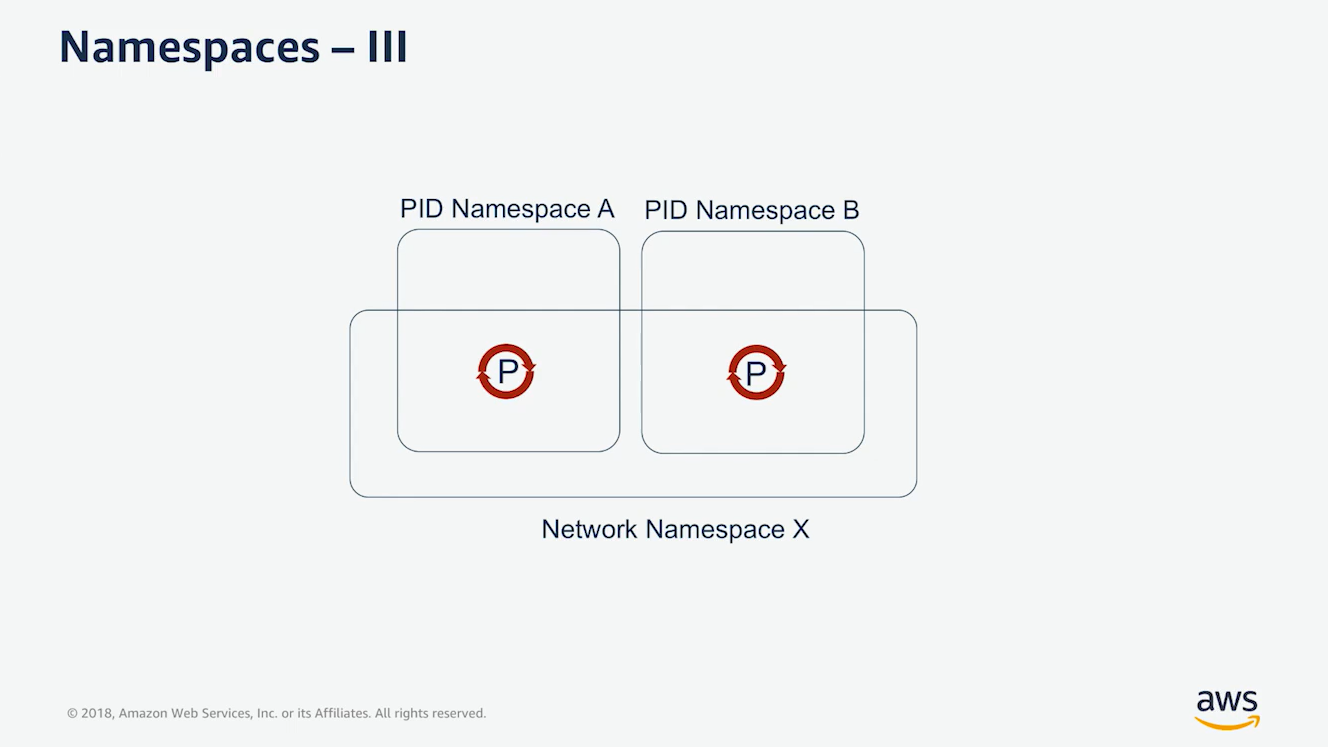 Namespaces – III
PID Namespace A
PID Namespace B
P
P
Network Namespace X
© 2018, Amazon Web Services, Inc. or its Affiliates. All rights reserved.
aws